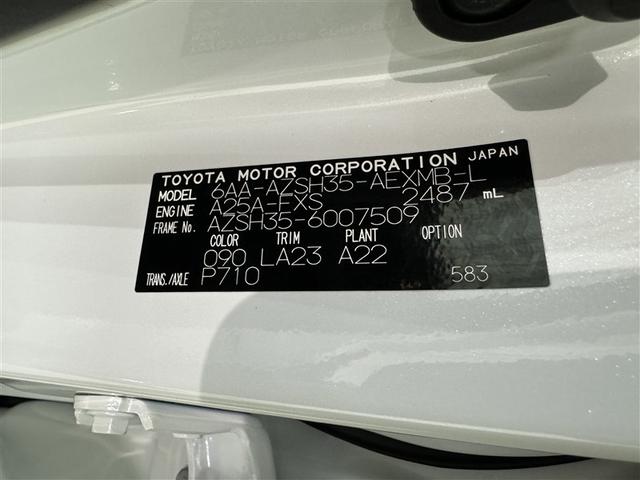 TOYOTA MOTOR CORPORATION JAPAN
MODEL 6AA-AZSH35-AEXMB-L
ENGINE A25A-FXS 2487 mL
FRAME No. AZSH35-6007509
COLOR TRIM PLANT OPTION
090 LA23 A22
TRANS./AXLE P710 583